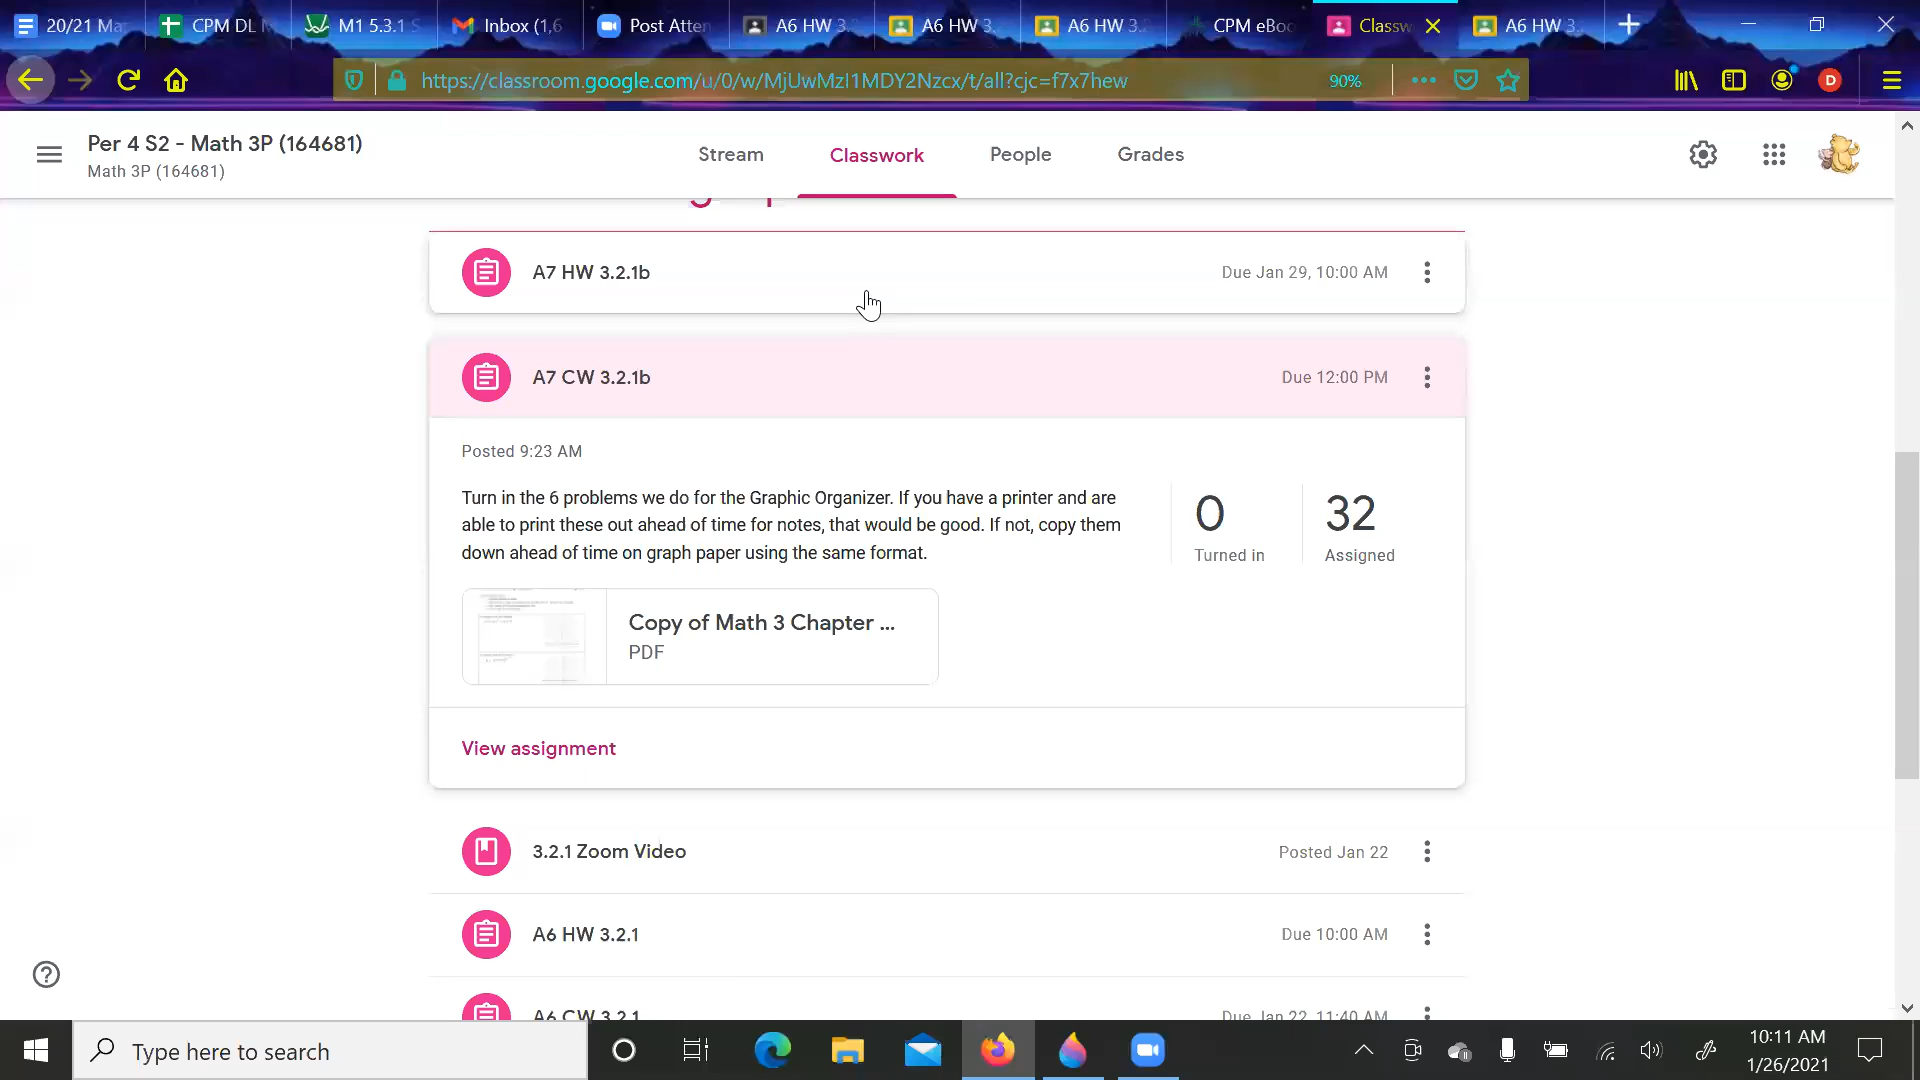 20/21 Ma
CPM DL M
M1 5.3.1 S
Inbox (1,6
Post Atten
A6 HW 3.
A6 HW 3.
A6 HW 3.2
CPM eBoo
Classw
A6 HW 3.
https://classroom.google.com/u/0/w/MjUwMzI1MDY2Nzcx/t/all?cjc=f7x7hew
90%
D
Per 4 S2 - Math 3P (164681)
Math 3P (164681)
Stream
Classwork
People
Grades
A7 HW 3.2.1b
Due Jan 29, 10:00 AM
A7 CW 3.2.1b
Due 12:00 PM
Posted 9:23 AM
Turn in the 6 problems we do for the Graphic Organizer. If you have a printer and are
able to print these out ahead of time for notes, that would be good. If not, copy them
down ahead of time on graph paper using the same format.
0
Turned in
32
Assigned
Copy of Math 3 Chapter ...
PDF
View assignment
3.2.1 Zoom Video
Posted Jan 22
A6 HW 3.2.1
Due 10:00 AM
A6 CW 3.2.1
Due Jan 22, 11:40 AM
Type here to search
10:11 AM
1/26/2021